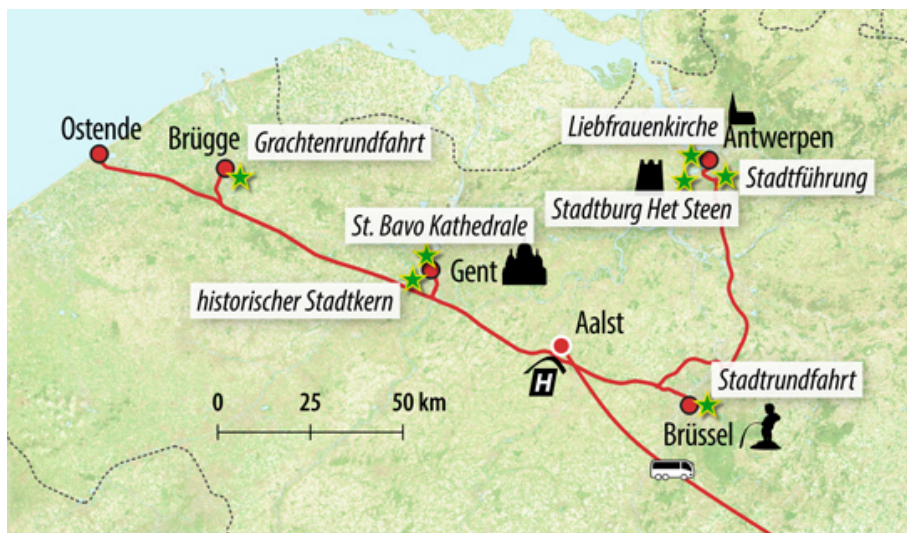 Ostende
Brügge
Grachtenrundfahrt
Liebfrauenkirche
Antwerpen
Stadtführung
Stadtburg Het Steen
St. Bavo Kathedrale
Gent
historischer Stadtkern
Aalst
H
Stadtrundfahrt
0 25 50 km
Brüssel